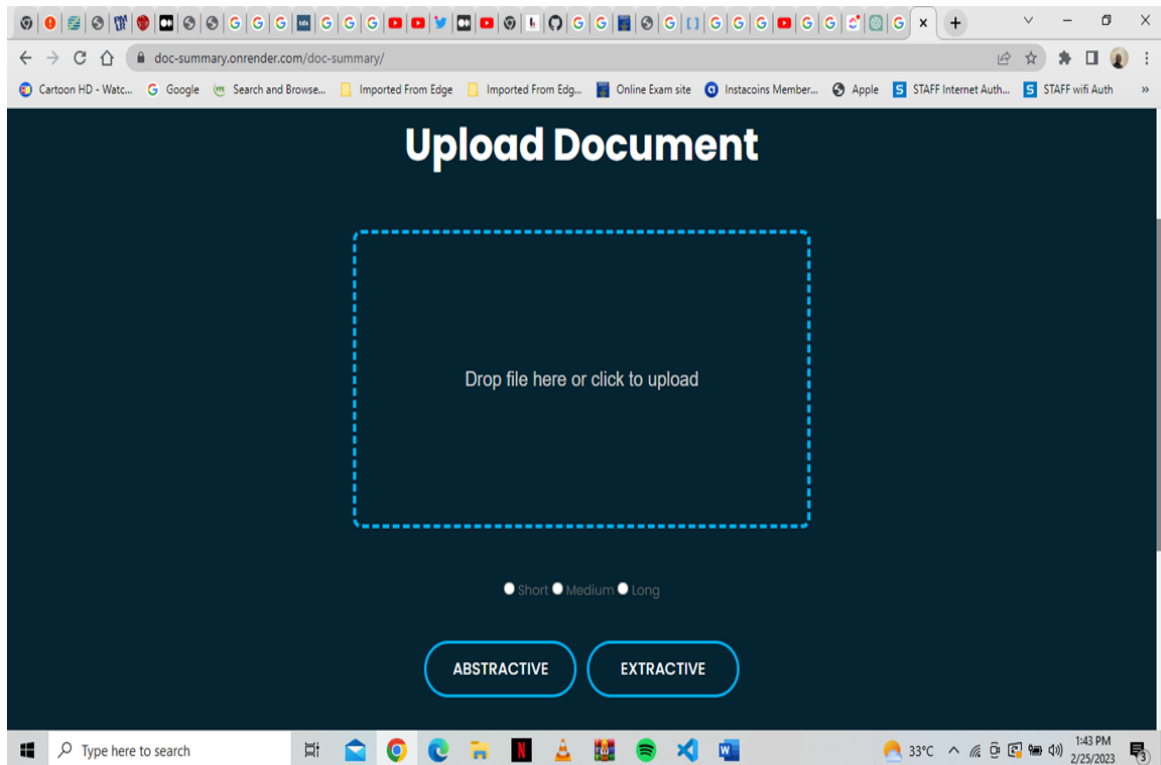 doc-summary.onrender.com/doc-summary/
Cartoon HD - Watc... Google Search and Browse... Imported From Edge Imported From Edg... Online Exam site Instacoins Member... Apple STAFF Internet Auth... STAFF wifi Auth »
Upload Document
Drop file here or click to upload
Short Medium Long
ABSTRACTIVE EXTRACTIVE
Type here to search 33°C 1:43 PM
2/25/2023